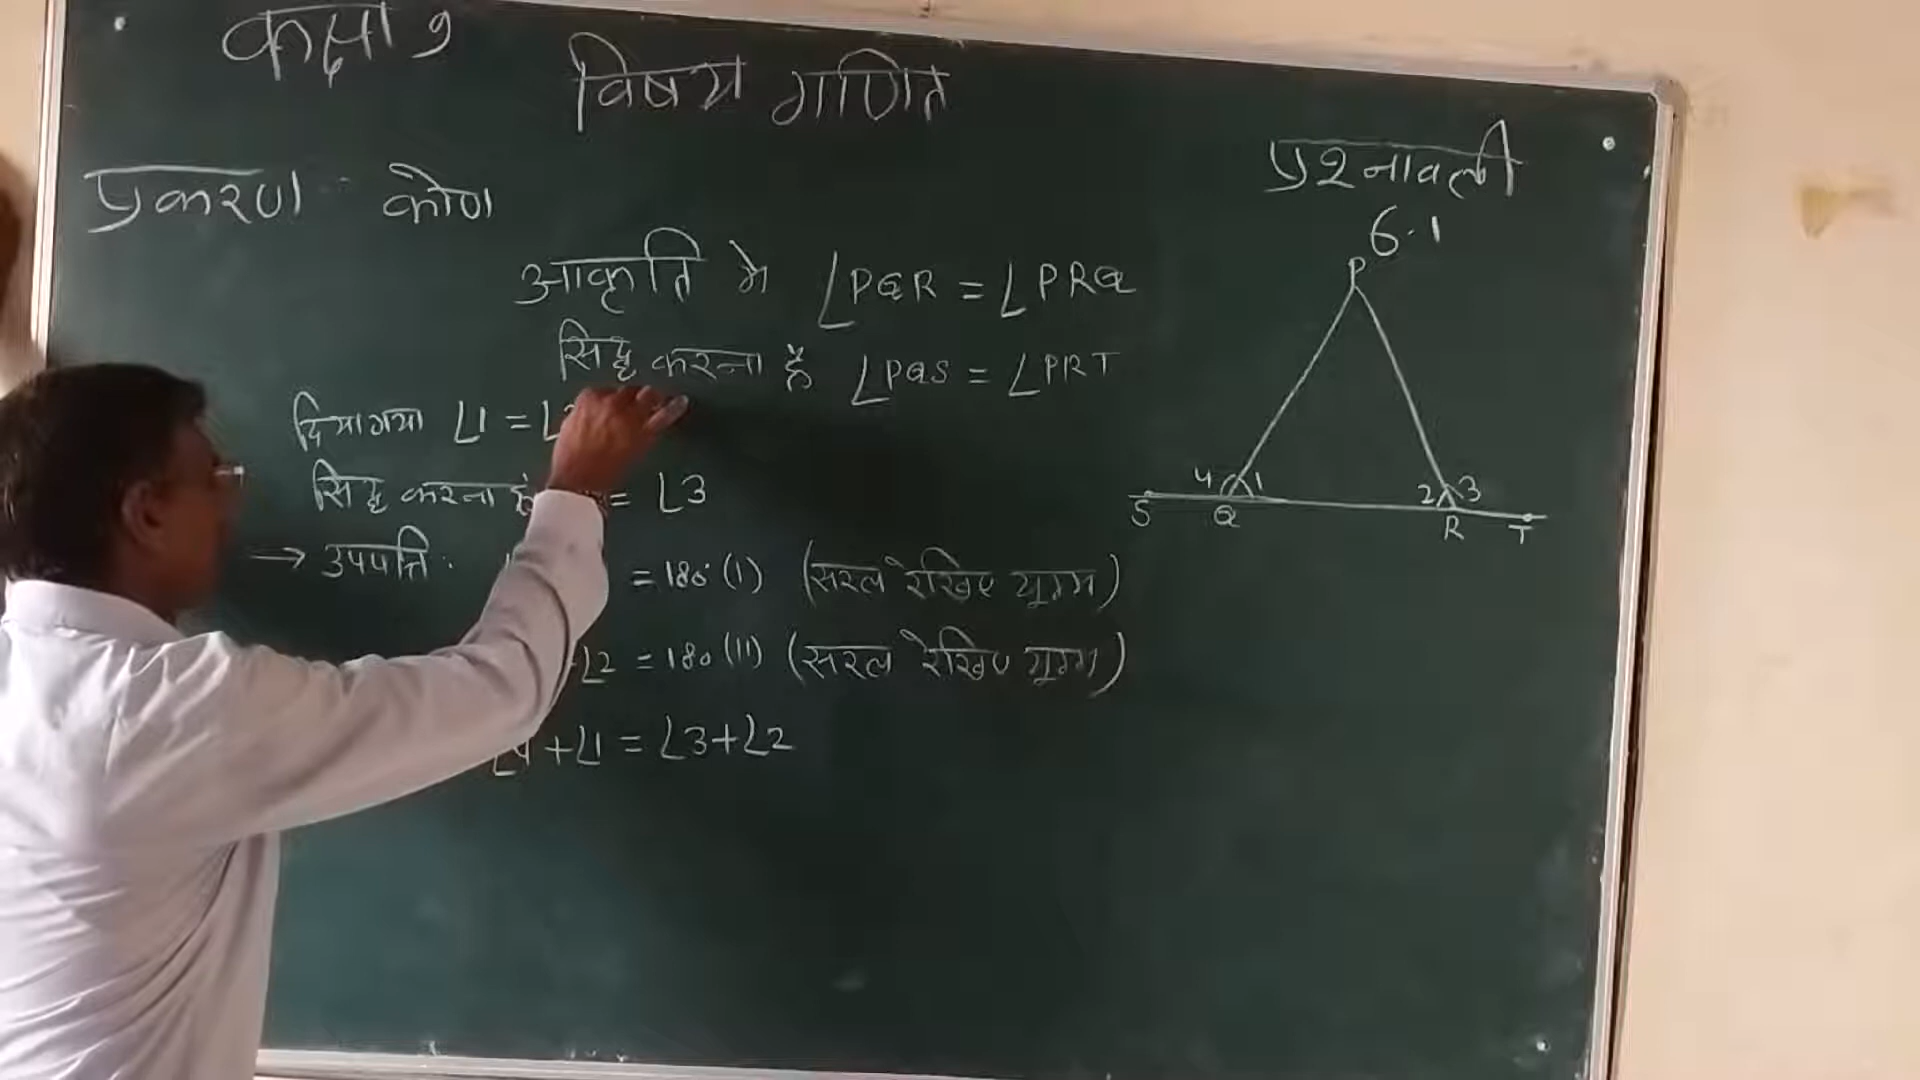 कक्षा 9
विषय गणित
प्रकरण - कोण
प्रश्नावली
6.1
आकृति मे ∠PQR = ∠PRQ
सिद्ध करना है ∠PQS = ∠PRT
दिया गया ∠1 = ∠
सिद्ध करना है = ∠3
→ उपपत्ति : = 180° (I) (सरल रेखिए युग्म)
∠2 = 180 (II) (सरल रेखिए युग्म)
∠4 + ∠1 = ∠3 + ∠2
P
4 1 2 3
S Q R T